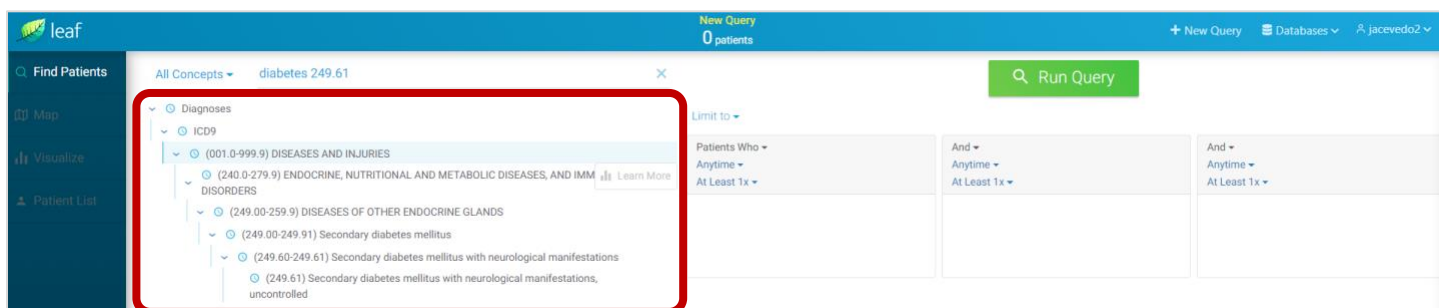 leaf
New Query
0 patients
+ New Query
Databases
jacevedo2
Find Patients
Map
Visualize
Patient List
All Concepts
diabetes 249.61
Diagnoses
ICD9
(001.0-999.9) DISEASES AND INJURIES
(240.0-279.9) ENDOCRINE, NUTRITIONAL AND METABOLIC DISEASES, AND IMM
DISORDERS
Learn More
(249.00-259.9) DISEASES OF OTHER ENDOCRINE GLANDS
(249.00-249.91) Secondary diabetes mellitus
(249.60-249.61) Secondary diabetes mellitus with neurological manifestations
(249.61) Secondary diabetes mellitus with neurological manifestations,
uncontrolled
Run Query
Limit to
Patients Who
Anytime
At Least 1x
And
Anytime
At Least 1x
And
Anytime
At Least 1x